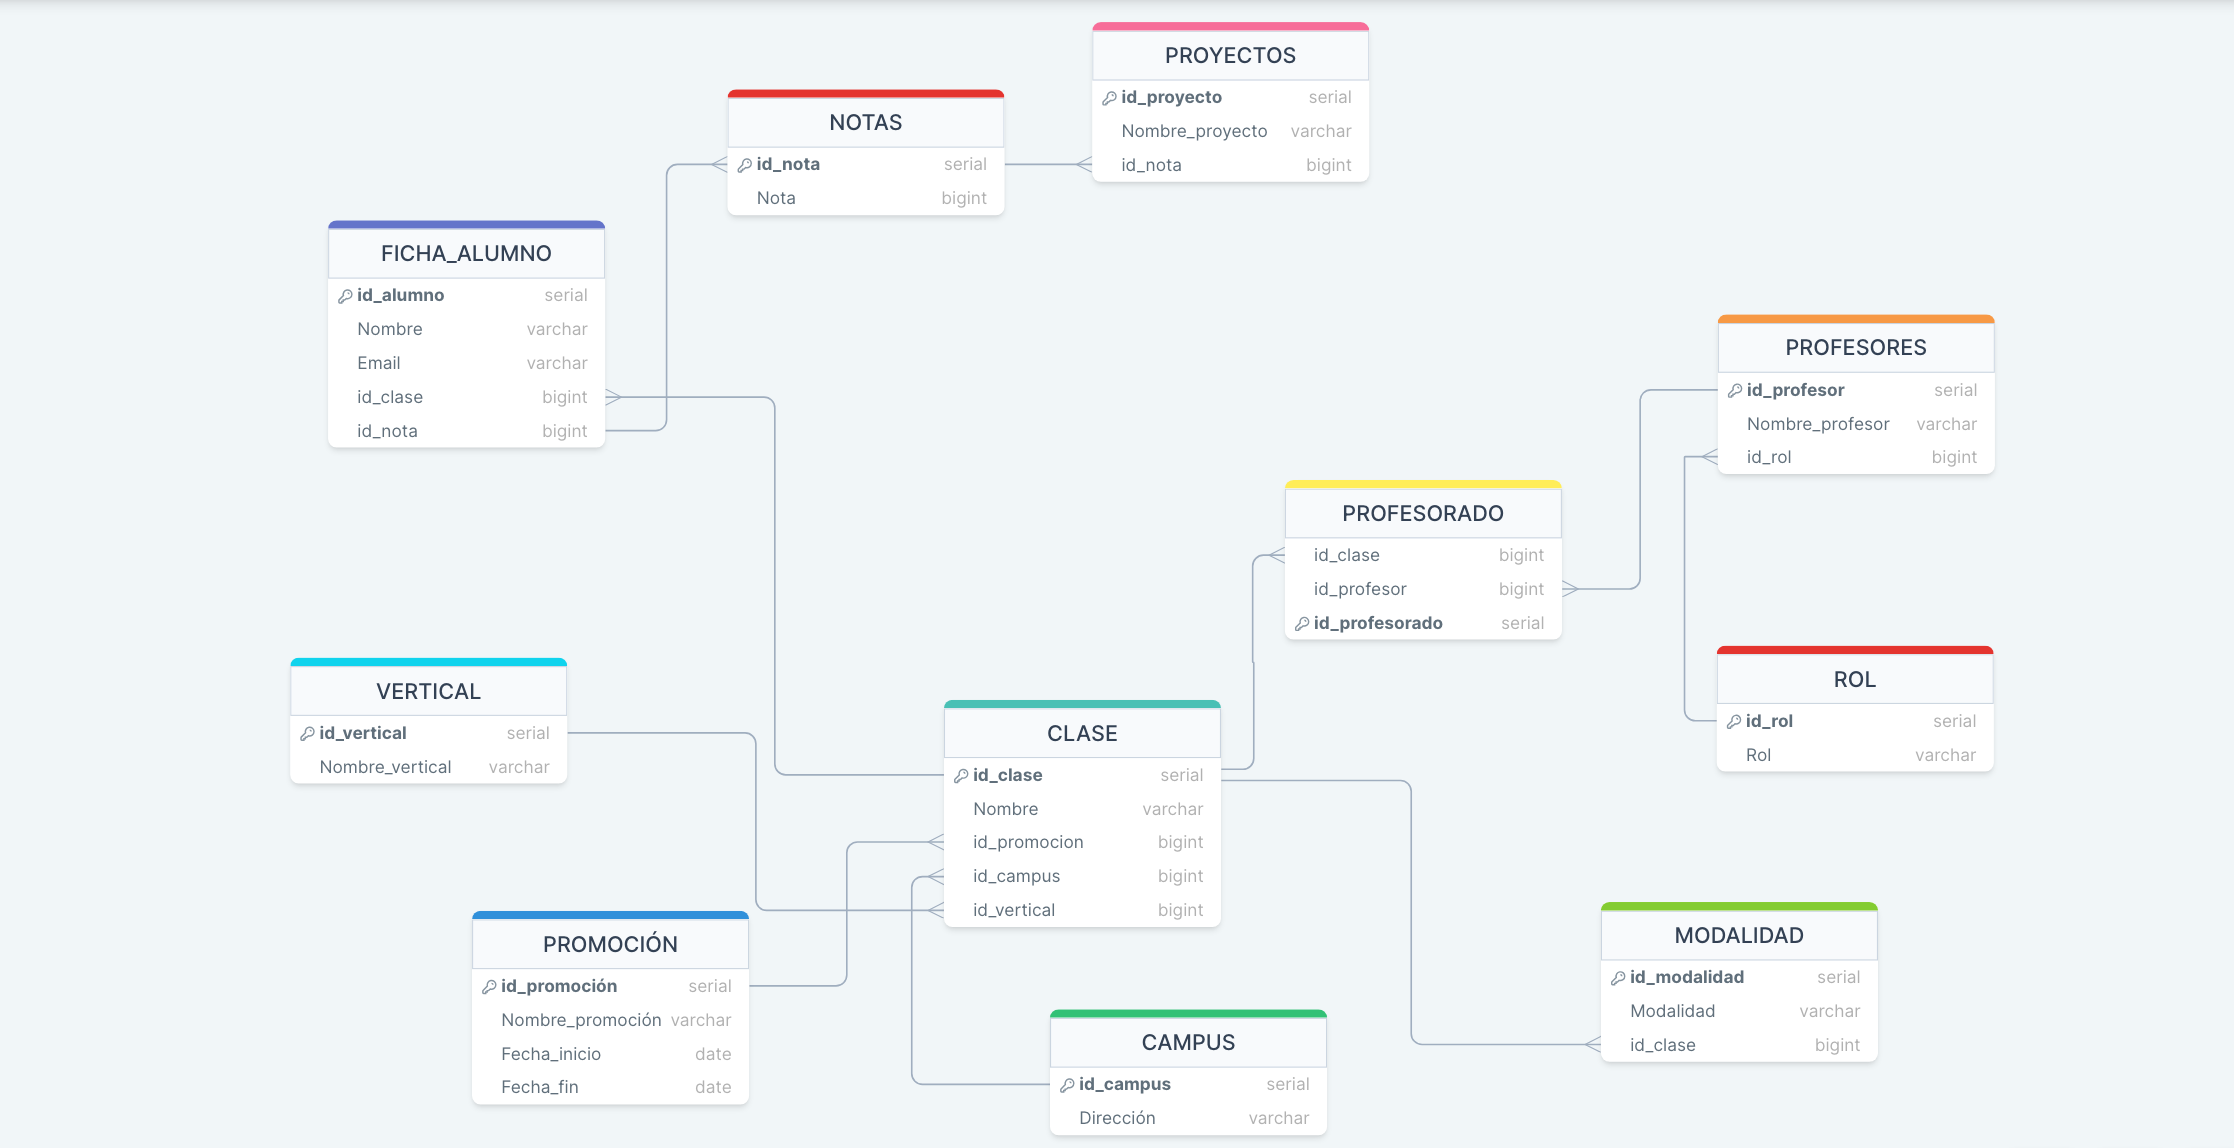 PROYECTOS
id_proyecto serial
Nombre_proyecto varchar
id_nota bigint
NOTAS
id_nota serial
Nota bigint
FICHA_ALUMNO
id_alumno serial
Nombre varchar
Email varchar
id_clase bigint
id_nota bigint
PROFESORES
id_profesor serial
Nombre_profesor varchar
id_rol bigint
PROFESORADO
id_clase bigint
id_profesor bigint
id_profesorado serial
ROL
id_rol serial
Rol varchar
VERTICAL
id_vertical serial
Nombre_vertical varchar
CLASE
id_clase serial
Nombre varchar
id_promocion bigint
id_campus bigint
id_vertical bigint
PROMOCIÓN
id_promoción serial
Nombre_promoción varchar
Fecha_inicio date
Fecha_fin date
MODALIDAD
id_modalidad serial
Modalidad varchar
id_clase bigint
CAMPUS
id_campus serial
Dirección varchar